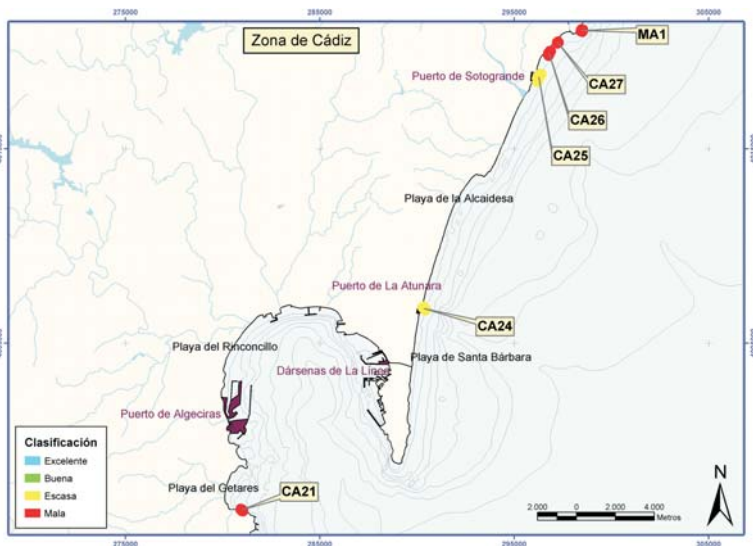 275000
285000
295000
305000
Zona de Cádiz
MA1
Puerto de Sotogrande
CA27
CA26
CA25
Playa de la Alcaidesa
Puerto de La Atunara
CA24
Playa del Rinconcillo
Playa de Santa Bárbara
Dársenas de La Línea
Puerto de Algeciras
Clasificación
Excelente
Buena
Escasa
Mala
Playa del Getares
CA21
N
2.000 0 2.000 4.000
Metros
275000
285000
295000
305000